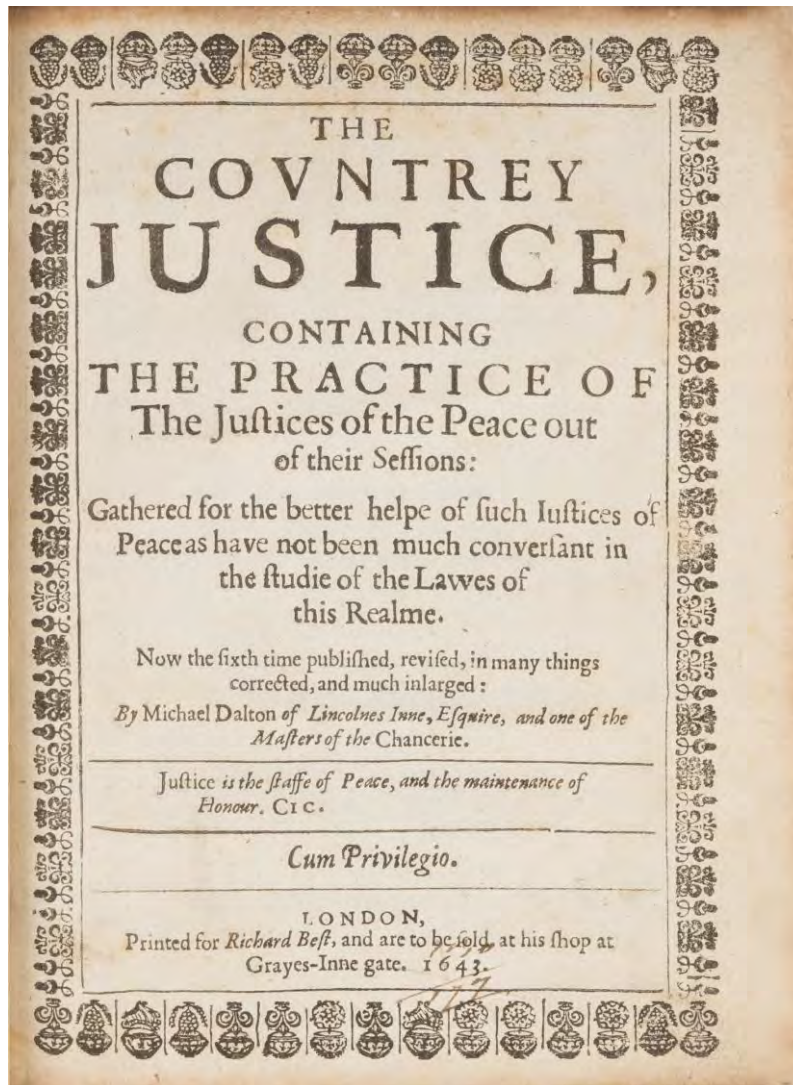 THE
COVNTREY
JUSTICE,
CONTAINING
THE PRACTICE OF
The Juſtices of the Peace out
of their Seſſions:
Gathered for the better helpe of ſuch Iuſtices of
Peace as have not been much converſant in
the ſtudie of the Lawes of
this Realme.
Now the ſixth time publiſhed, reviſed, in many things
corrected, and much inlarged:
By Michael Dalton of Lincolnes Inne, Eſquire, and one of the
Maſters of the Chancerie.
Juſtice is the ſtaffe of Peace, and the maintenance of
Honour. CIC.
Cum Privilegio.
LONDON,
Printed for Richard Beſt, and are to be ſold, at his ſhop at
Grayes-Inne gate. 1643.